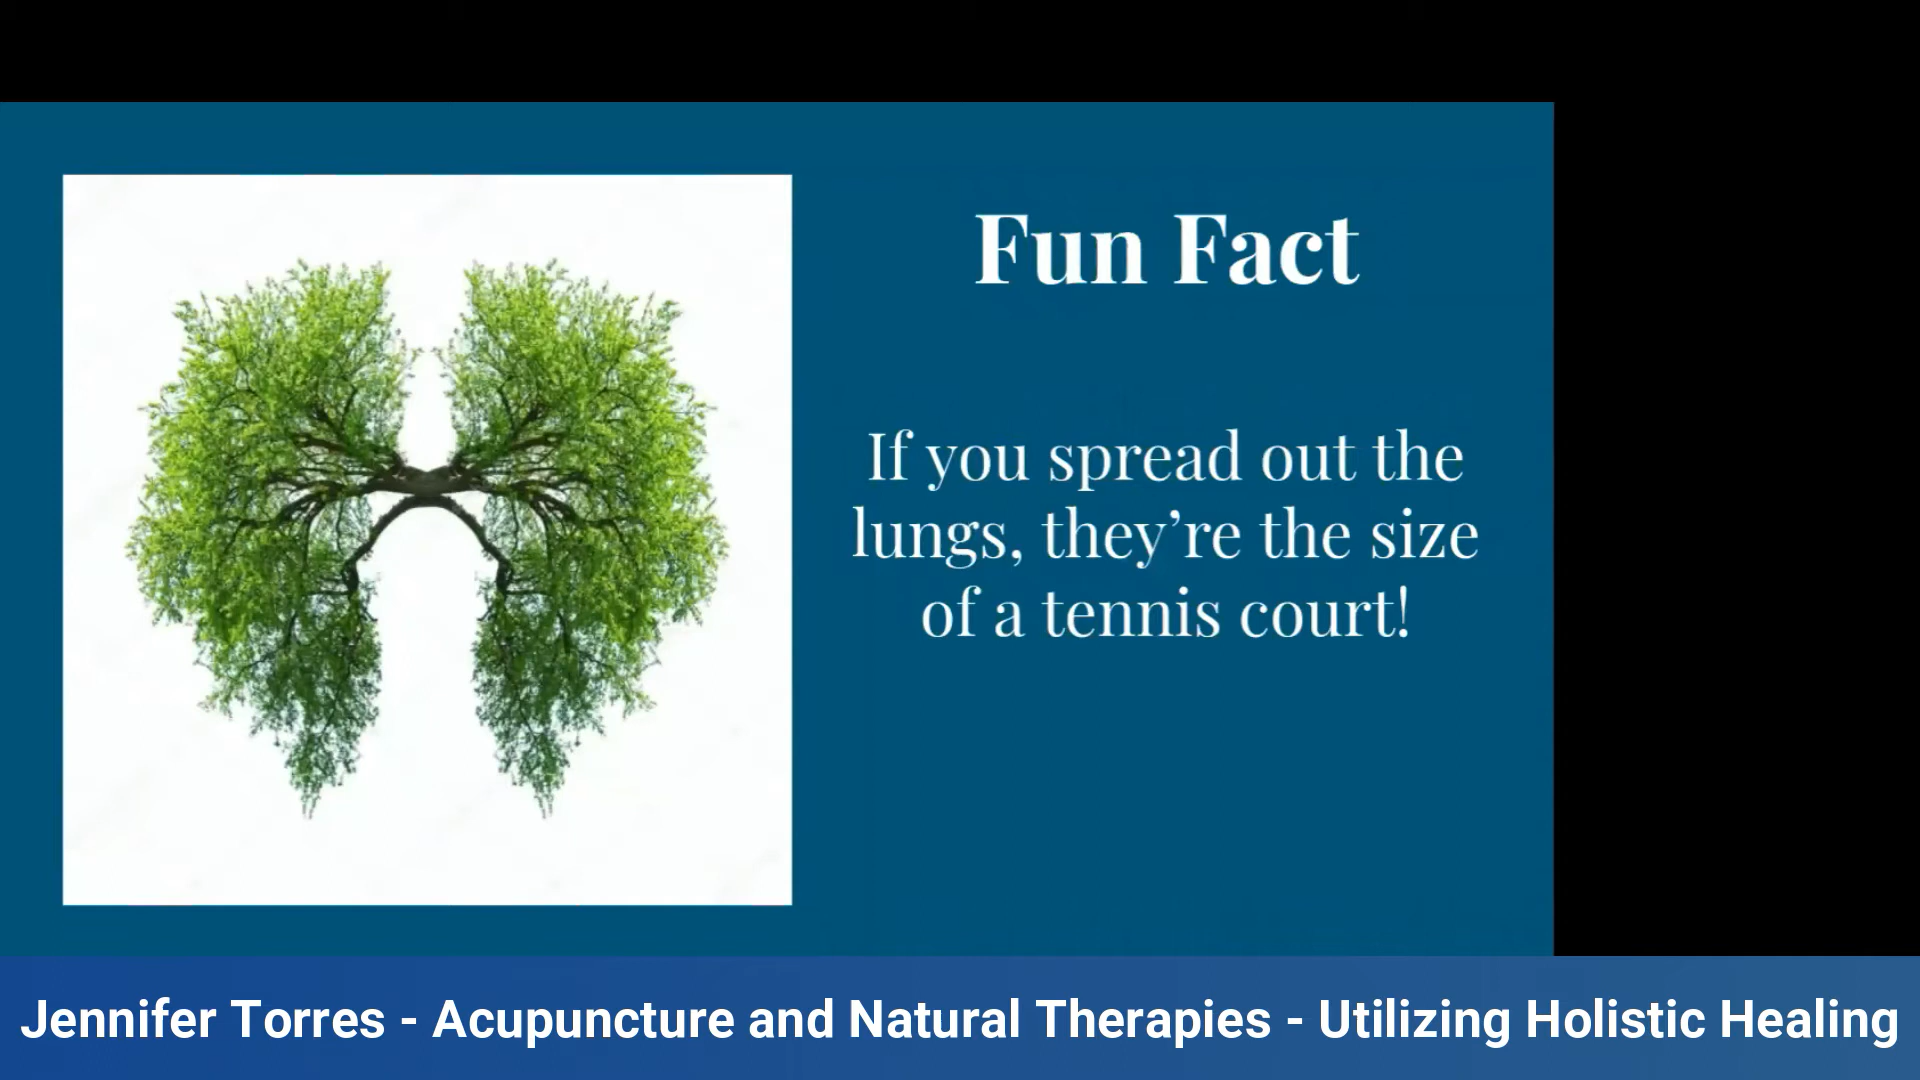 Fun Fact
If you spread out the
lungs, they’re the size
of a tennis court!
Jennifer Torres - Acupuncture and Natural Therapies - Utilizing Holistic Healing